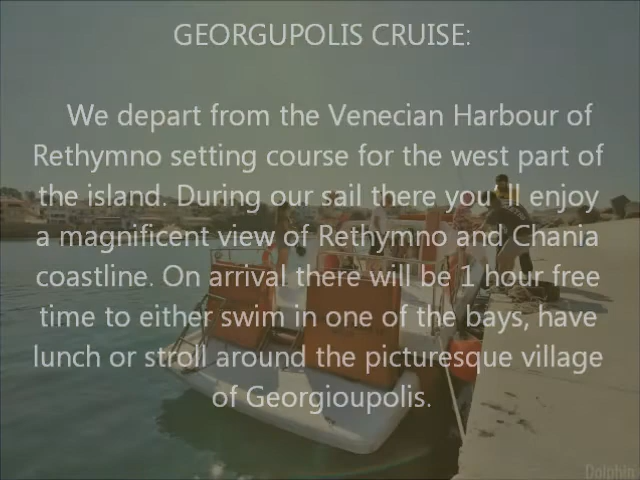 GEORGUPOLIS CRUISE:
We depart from the Venecian Harbour of
Rethymno setting course for the west part of
the island. During our sail there you'll enjoy
a magnificent view of Rethymno and Chania
coastline. On arrival there will be 1 hour free
time to either swim in one of the bays, have
lunch or stroll around the picturesque village
of Georgioupolis.
Dolphin